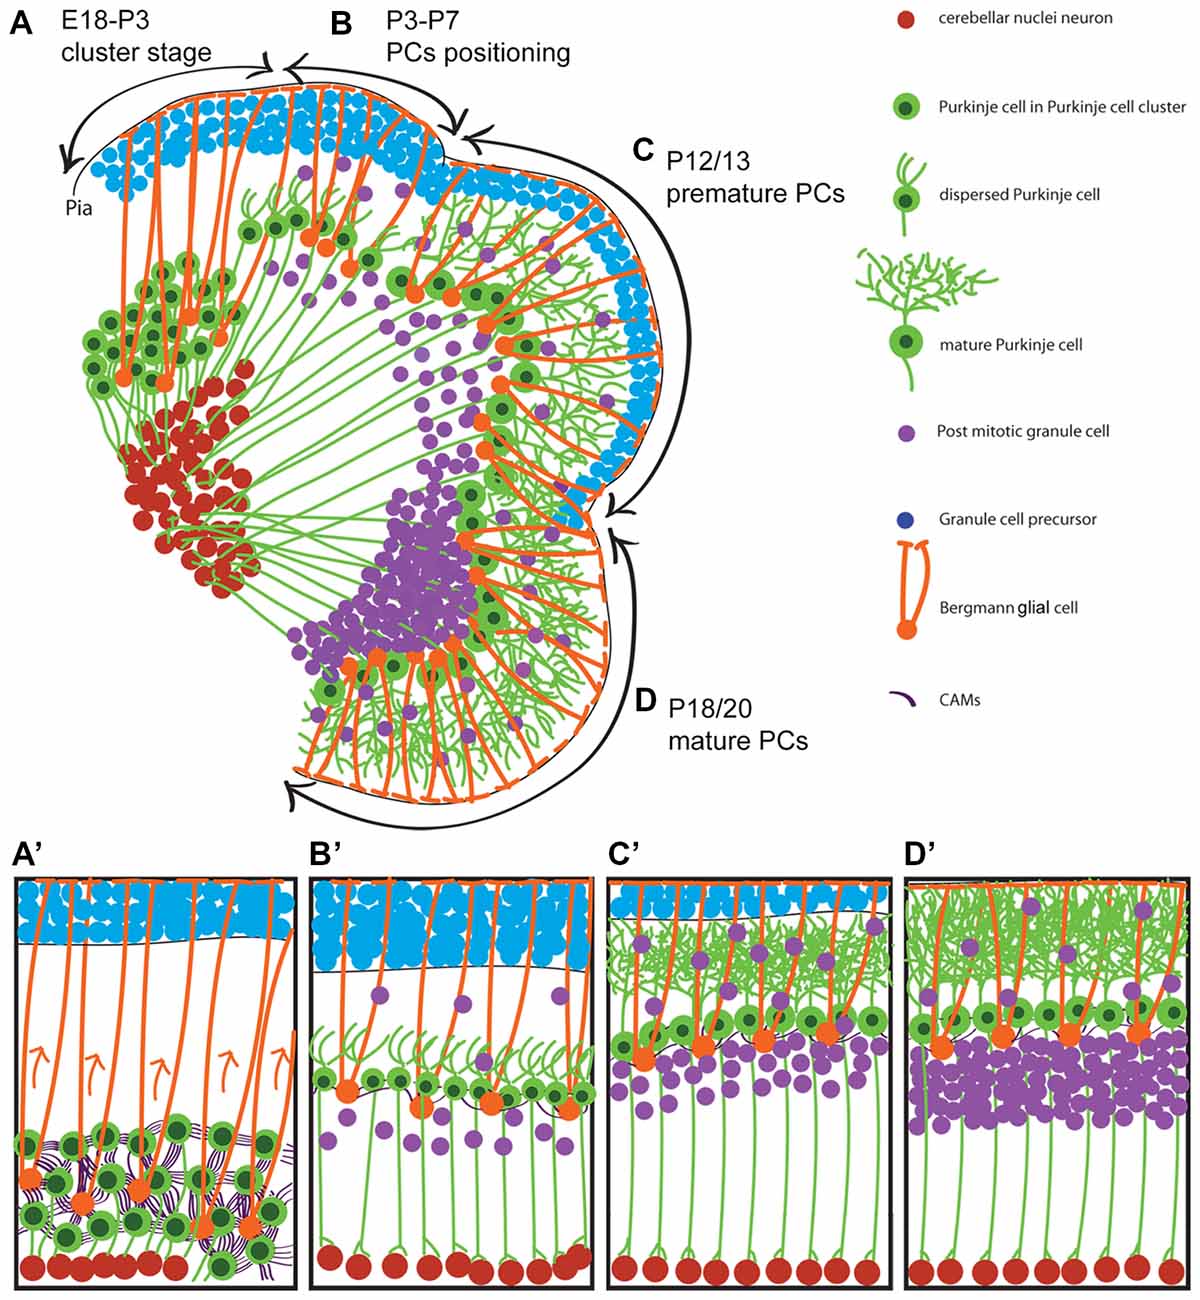 A
E18-P3
cluster stage
B
P3-P7
PCs positioning
Pia
C
P12/13
premature PCs
D
P18/20
mature PCs
cerebellar nuclei neuron
Purkinje cell in Purkinje cell cluster
dispersed Purkinje cell
mature Purkinje cell
Post mitotic granule cell
Granule cell precursor
Bergmann glial cell
CAMs
A’
B’
C’
D’